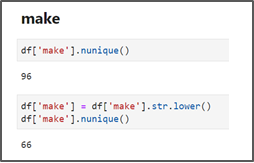 make
df['make'].nunique()
96
df['make'] = df['make'].str.lower()
df['make'].nunique()
66